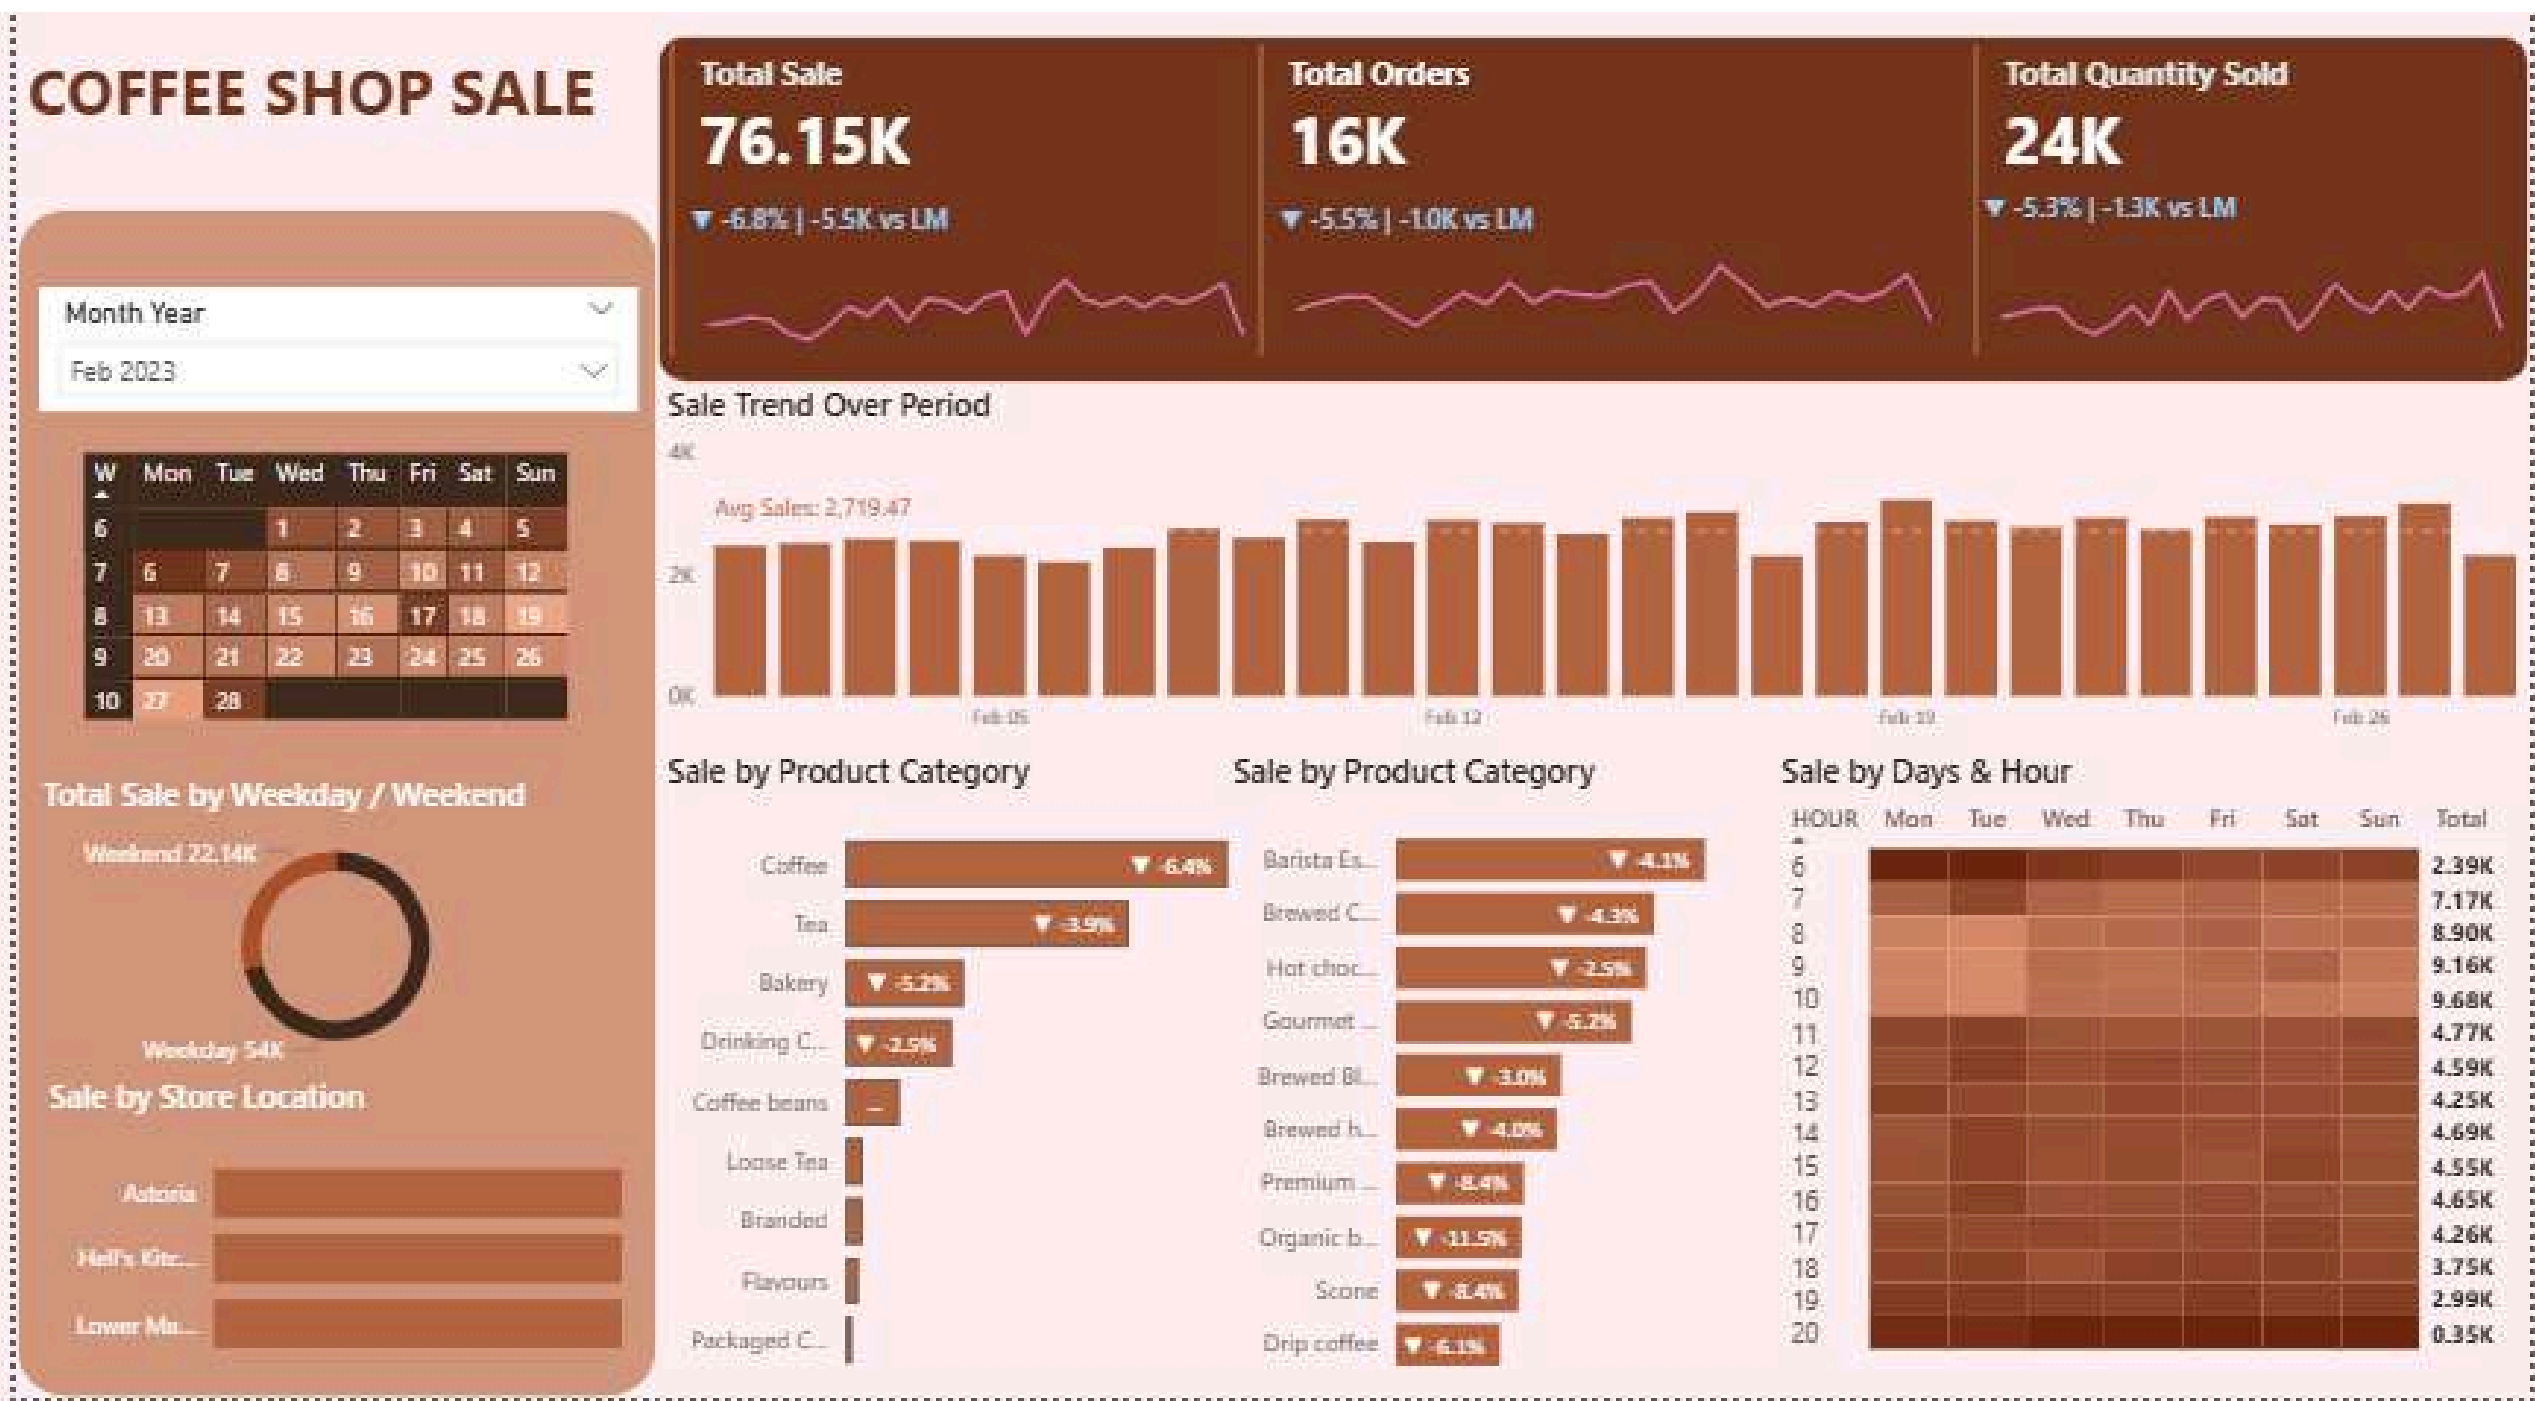 COFFEE SHOP SALE
Total Sale
76.15K
▼ -6.8% | -5.5K vs LM
Total Orders
16K
▼ -5.5% | -1.0K vs LM
Total Quantity Sold
24K
▼ -5.3% | -1.3K vs LM
Month Year
Feb 2023
W Mon Tue Wed Thu Fri Sat Sun
6 1 2 3 4 5
7 6 7 8 9 10 11 12
8 13 14 15 16 17 18 19
9 20 21 22 23 24 25 26
10 27 28
Total Sale by Weekday / Weekend
Weekend 22.14K
Weekday 54K
Sale by Store Location
Astoria
Hell's Kitc...
Lower Ma...
Sale Trend Over Period
4K
Avg Sales: 2,719.47
2K
0K
Feb 05 Feb 12 Feb 19 Feb 26
Sale by Product Category
Coffee ▼ -6.4%
Tea ▼ -3.9%
Bakery ▼ -5.2%
Drinking C... ▼ -2.5%
Coffee beans ...
Loose Tea
Branded
Flavours
Packaged C...
Sale by Product Category
Barista Es... ▼ -4.1%
Brewed C... ▼ -4.3%
Hot choc... ▼ -2.5%
Gourmet ... ▼ -5.2%
Brewed Bl... ▼ -3.0%
Brewed h... ▼ -4.0%
Premium ... ▼ -8.4%
Organic b... ▼ -11.5%
Scone ▼ -8.4%
Drip coffee ▼ -6.1%
Sale by Days & Hour
HOUR Mon Tue Wed Thu Fri Sat Sun Total
6 2.39K
7 7.17K
8 8.90K
9 9.16K
10 9.68K
11 4.77K
12 4.59K
13 4.25K
14 4.69K
15 4.55K
16 4.65K
17 4.26K
18 3.75K
19 2.99K
20 0.35K